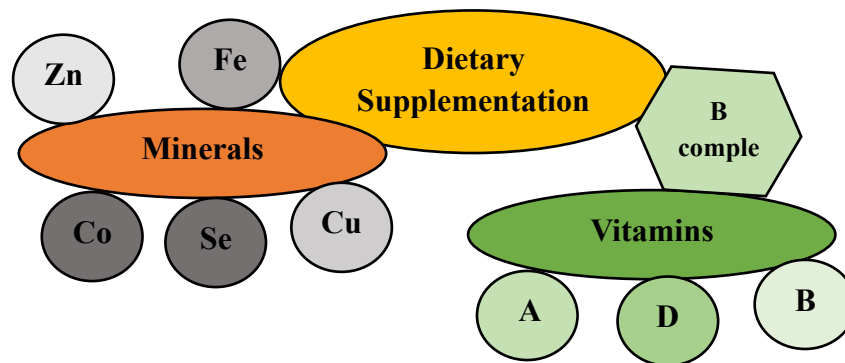 Zn
Fe
Dietary
Supplementation
B
comple
Minerals
Co
Se
Cu
Vitamins
A
D
B